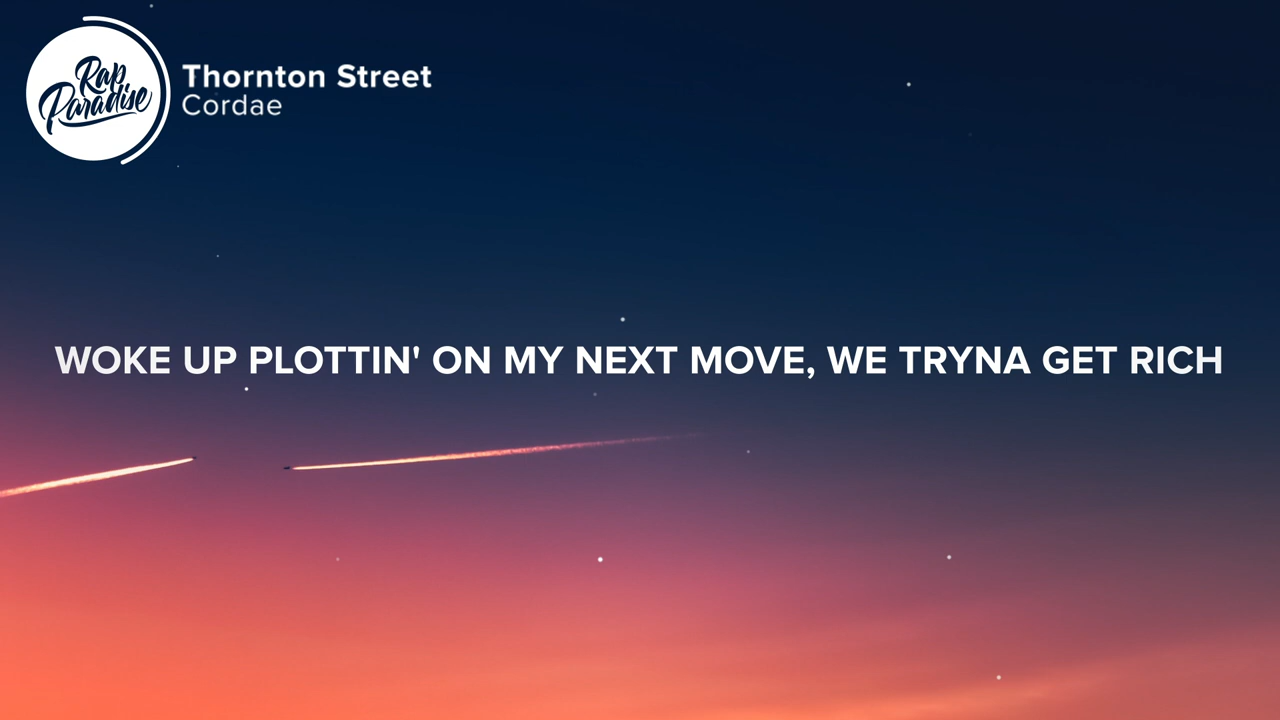 Rap
Paradise
Thornton Street
Cordae
WOKE UP PLOTTIN' ON MY NEXT MOVE, WE TRYNA GET RICH